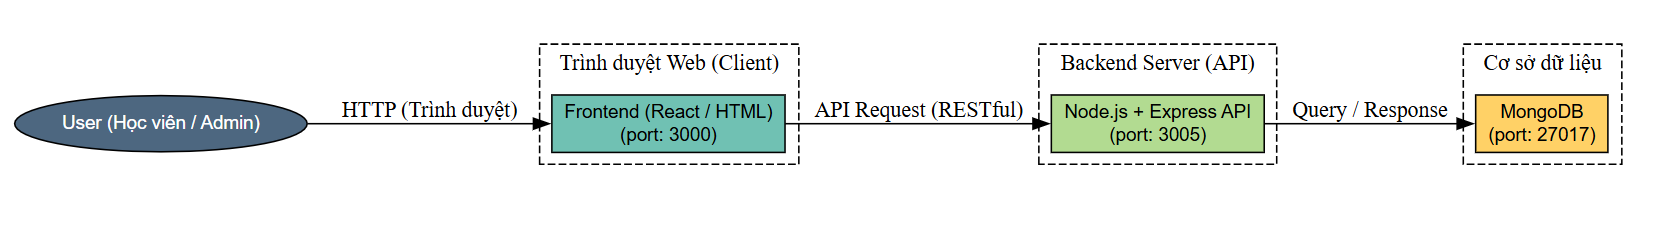 User (Học viên / Admin)
HTTP (Trình duyệt)
Trình duyệt Web (Client)
Frontend (React / HTML)
(port: 3000)
API Request (RESTful)
Backend Server (API)
Node.js + Express API
(port: 3005)
Query / Response
Cơ sở dữ liệu
MongoDB
(port: 27017)